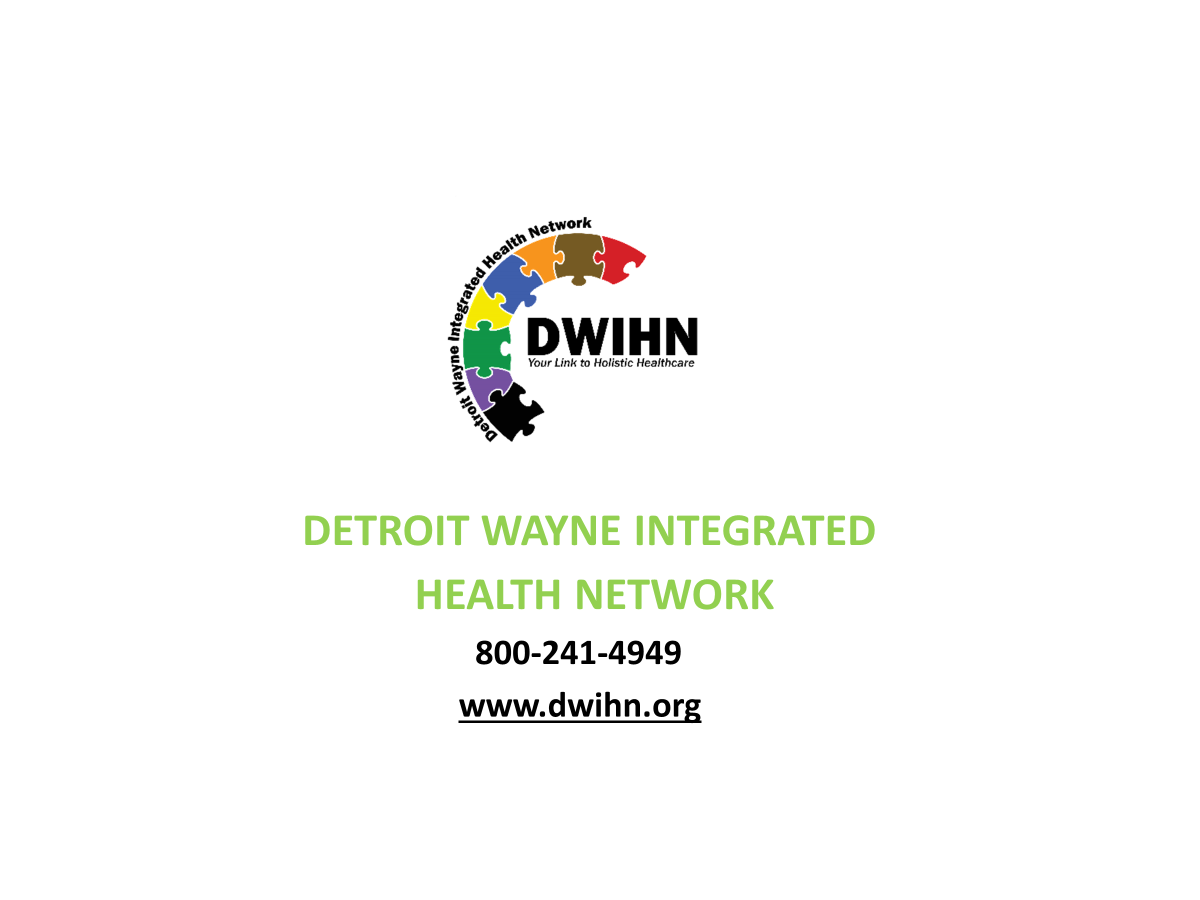 Detroit Wayne Integrated Health Network
DWIHN
Your Link to Holistic Healthcare
DETROIT WAYNE INTEGRATED
HEALTH NETWORK
800-241-4949
www.dwihn.org